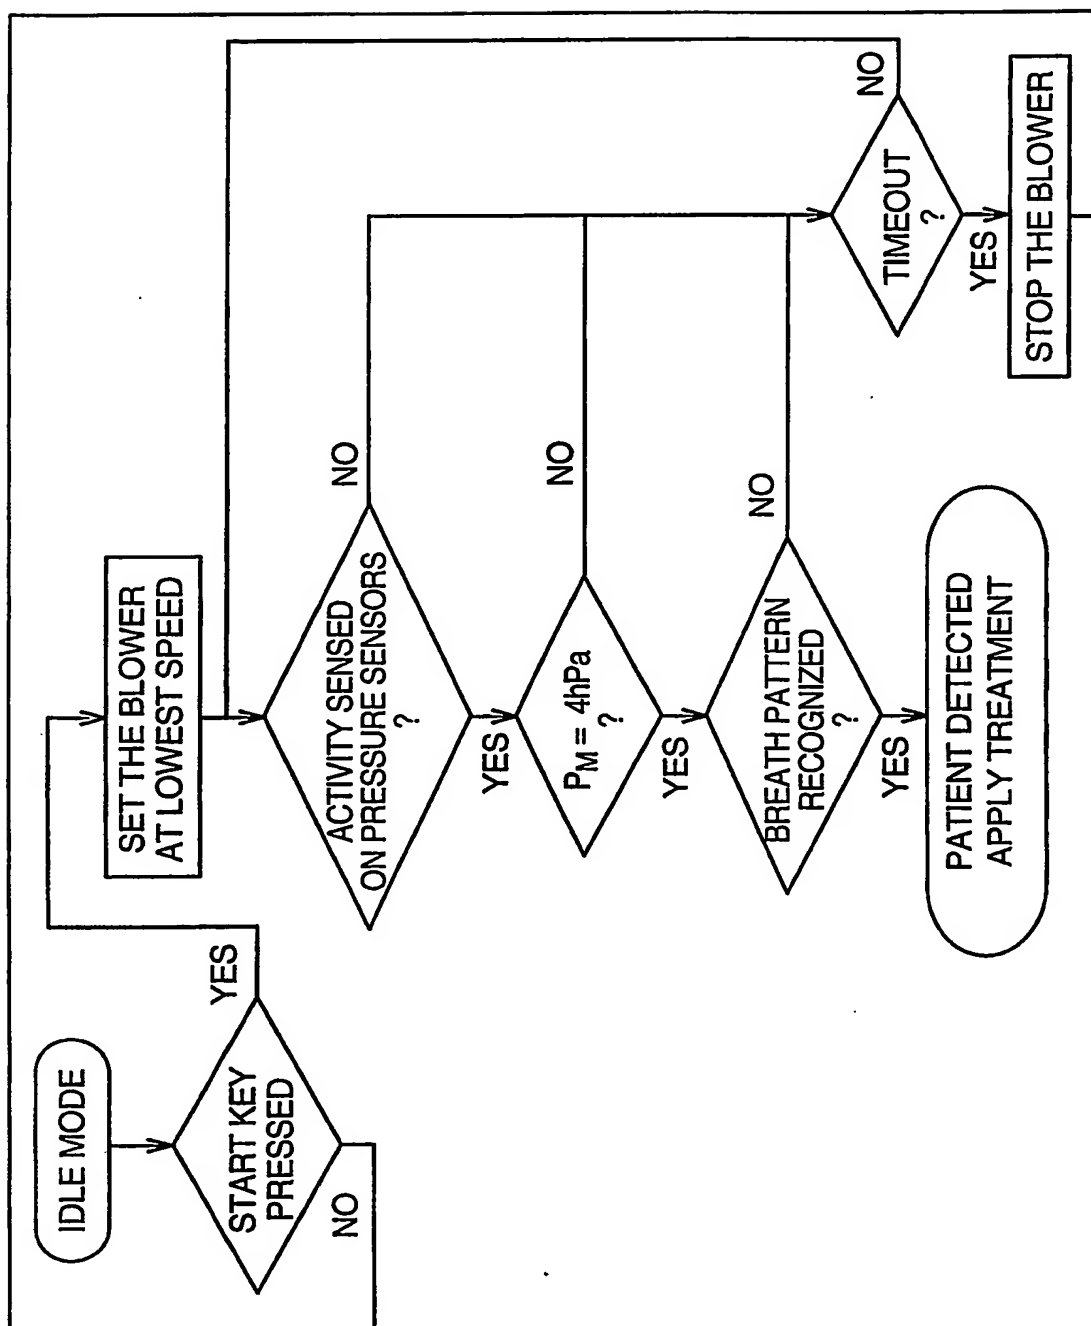 IDLE MODE
START KEY
PRESSED
YES
NO
SET THE BLOWER
AT LOWEST SPEED
ACTIVITY SENSED
ON PRESSURE SENSORS
?
NO
YES
PM = 4hPa
?
NO
YES
BREATH PATTERN
RECOGNIZED
?
NO
YES
PATIENT DETECTED
APPLY TREATMENT
TIMEOUT
?
NO
YES
STOP THE BLOWER